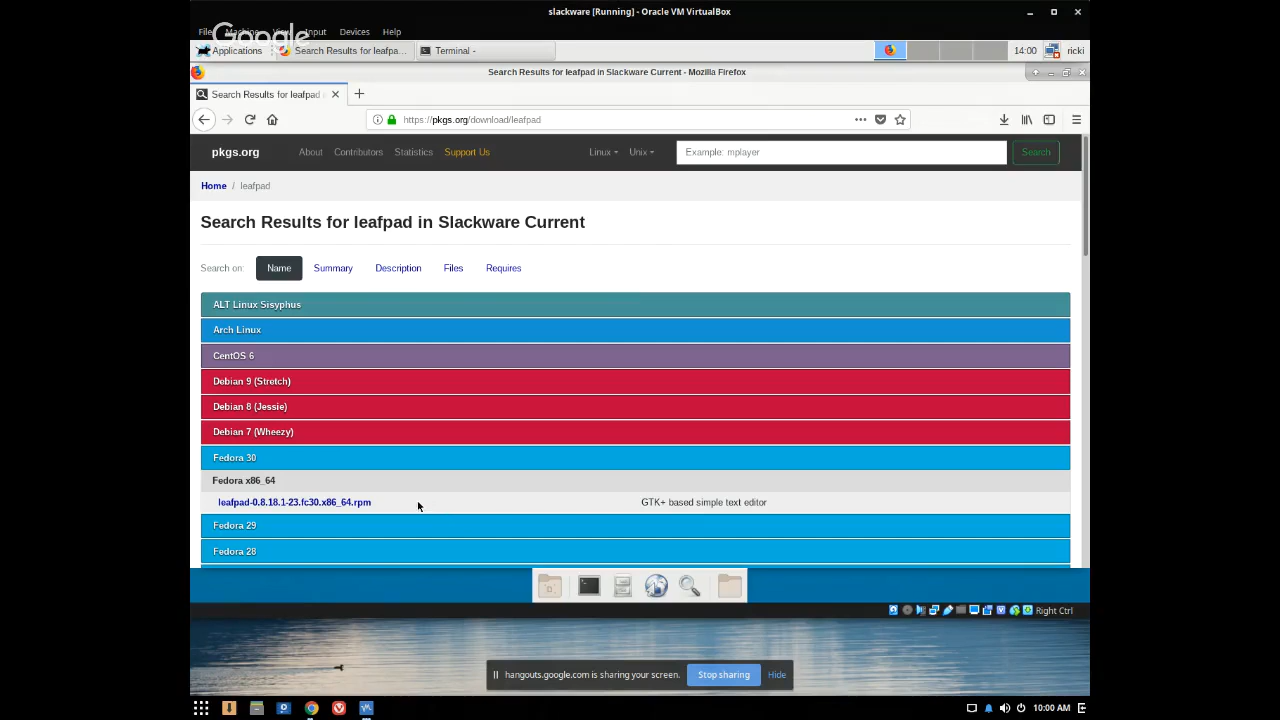 slackware [Running] - Oracle VM VirtualBox
File Machine View Input Devices Help
Google
Applications Search Results for leafpa... Terminal - 14:00 ricki
Search Results for leafpad in Slackware Current - Mozilla Firefox
Search Results for leafpad
https://pkgs.org/download/leafpad
pkgs.org About Contributors Statistics Support Us Linux Unix Example: mplayer Search
Home / leafpad
Search Results for leafpad in Slackware Current
Search on: Name Summary Description Files Requires
ALT Linux Sisyphus
Arch Linux
CentOS 6
Debian 9 (Stretch)
Debian 8 (Jessie)
Debian 7 (Wheezy)
Fedora 30
Fedora x86_64
leafpad-0.8.18.1-23.fc30.x86_64.rpm GTK+ based simple text editor
Fedora 29
Fedora 28
Right Ctrl
hangouts.google.com is sharing your screen. Stop sharing Hide
10:00 AM